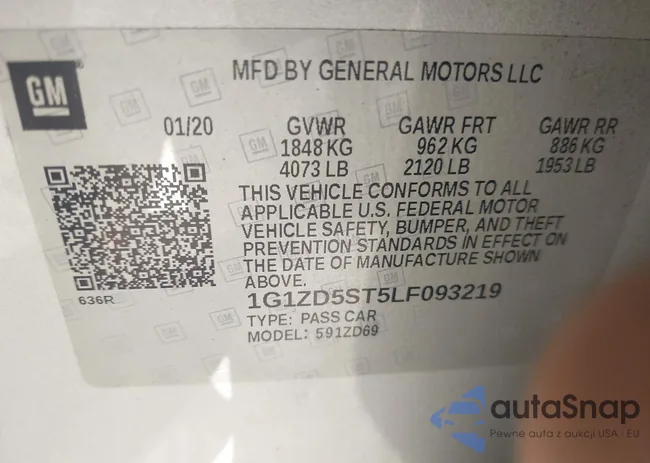 GM
MFD BY GENERAL MOTORS LLC
01/20 GVWR GAWR FRT GAWR RR
1848 KG 962 KG 886 KG
4073 LB 2120 LB 1953 LB
THIS VEHICLE CONFORMS TO ALL
APPLICABLE U.S. FEDERAL MOTOR
VEHICLE SAFETY, BUMPER, AND THEFT
PREVENTION STANDARDS IN EFFECT ON
THE DATE OF MANUFACTURE SHOWN
ABOVE.
636R
1G1ZD5ST5LF093219
TYPE: PASS CAR
MODEL: 591ZD69
autaSnap
Pewne auta z aukcji USA · EU